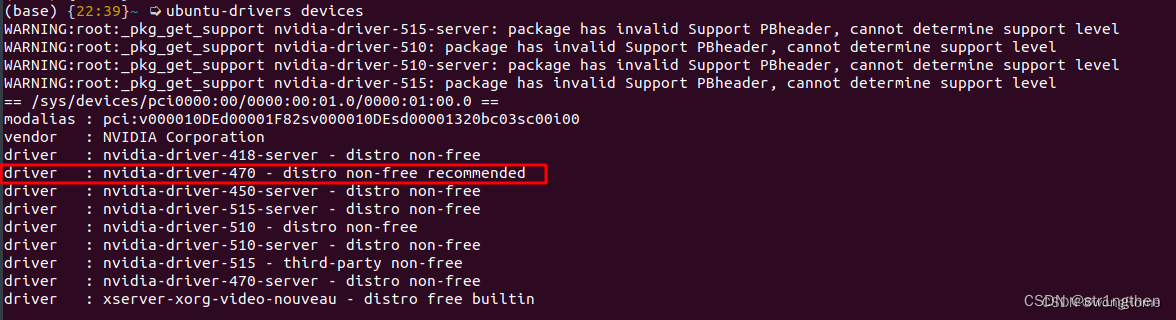 (base) {22:39}~ ➭ubuntu-drivers devices
WARNING:root:_pkg_get_support nvidia-driver-515-server: package has invalid Support PBheader, cannot determine support level
WARNING:root:_pkg_get_support nvidia-driver-510: package has invalid Support PBheader, cannot determine support level
WARNING:root:_pkg_get_support nvidia-driver-510-server: package has invalid Support PBheader, cannot determine support level
WARNING:root:_pkg_get_support nvidia-driver-515: package has invalid Support PBheader, cannot determine support level
== /sys/devices/pci0000:00/0000:00:01.0/0000:01:00.0 ==
modalias : pci:v000010DEd00001F82sv000010DEsd00001320bc03sc00i00
vendor   : NVIDIA Corporation
driver   : nvidia-driver-418-server - distro non-free
driver   : nvidia-driver-470 - distro non-free recommended
driver   : nvidia-driver-450-server - distro non-free
driver   : nvidia-driver-515-server - distro non-free
driver   : nvidia-driver-510 - distro non-free
driver   : nvidia-driver-510-server - distro non-free
driver   : nvidia-driver-515 - third-party non-free
driver   : nvidia-driver-470-server - distro non-free
driver   : xserver-xorg-video-nouveau - distro free builtin
CSDN